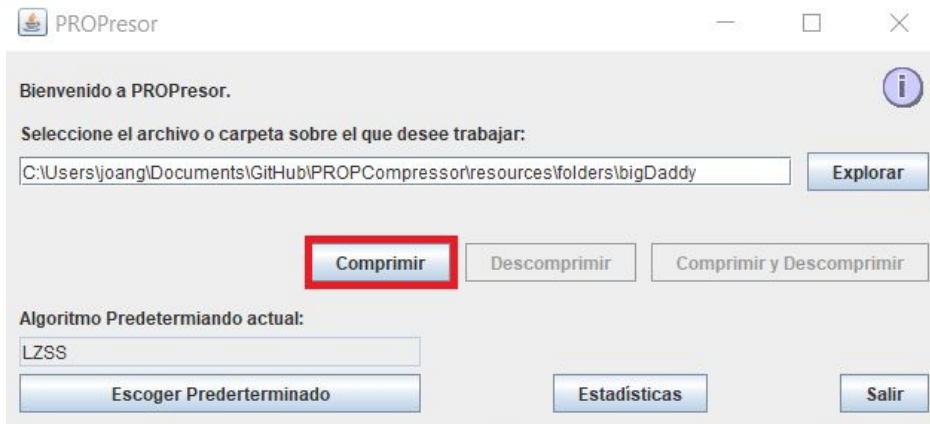 PROPresor
Bienvenido a PROPresor.
i
Seleccione el archivo o carpeta sobre el que desee trabajar:
C:\Users\joang\Documents\GitHub\PROPCompressor\resources\folders\bigDaddy
Explorar
Comprimir
Descomprimir
Comprimir y Descomprimir
Algoritmo Predetermiando actual:
LZSS
Escoger Prederterminado
Estadísticas
Salir